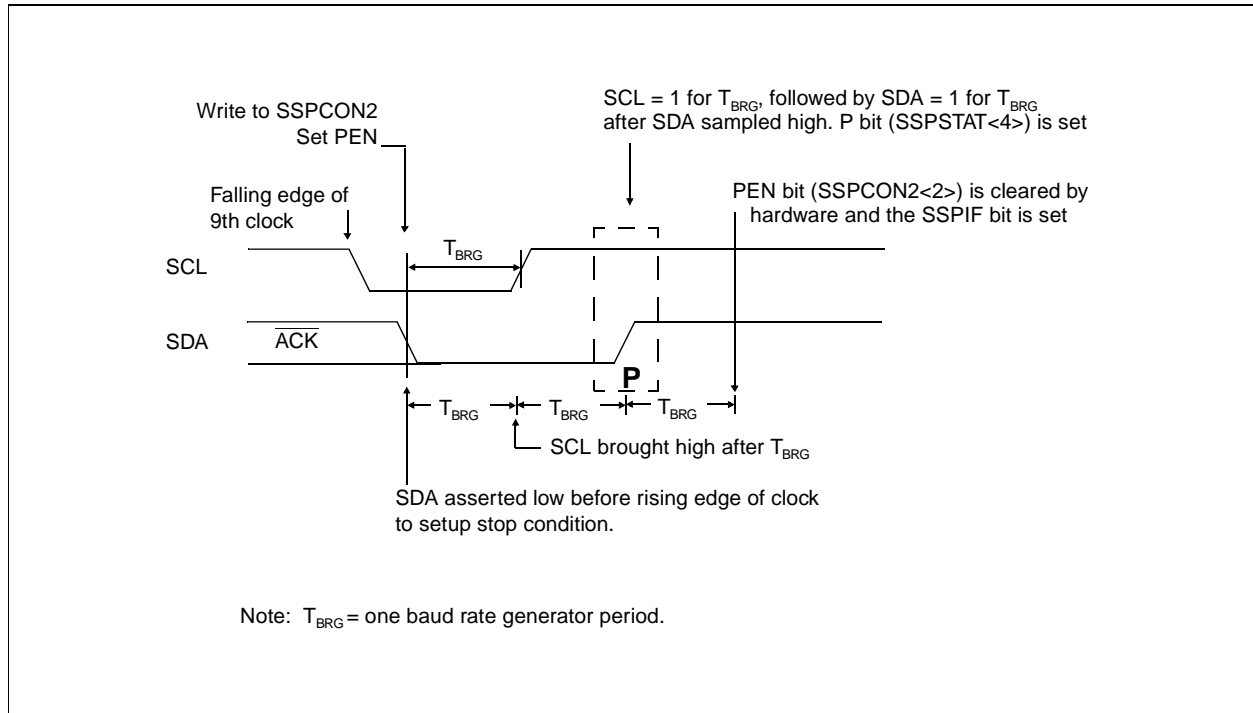 Write to SSPCON2
Set PEN
SCL = 1 for TBRG, followed by SDA = 1 for TBRG
after SDA sampled high. P bit (SSPSTAT<4>) is set
Falling edge of
9th clock
PEN bit (SSPCON2<2>) is cleared by
hardware and the SSPIF bit is set
TBRG
SCL
SDA
ACK
P
TBRG
TBRG
TBRG
SCL brought high after TBRG
SDA asserted low before rising edge of clock
to setup stop condition.
Note: TBRG = one baud rate generator period.